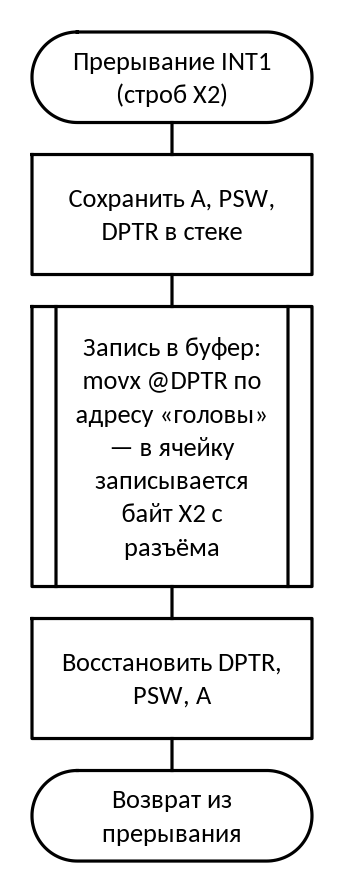 Прерывание INT1
(строб X2)
Сохранить A, PSW,
DPTR в стеке
Запись в буфер:
movx @DPTR по
адресу «головы»
— в ячейку
записывается
байт X2 с
разъёма
Восстановить DPTR,
PSW, A
Возврат из
прерывания